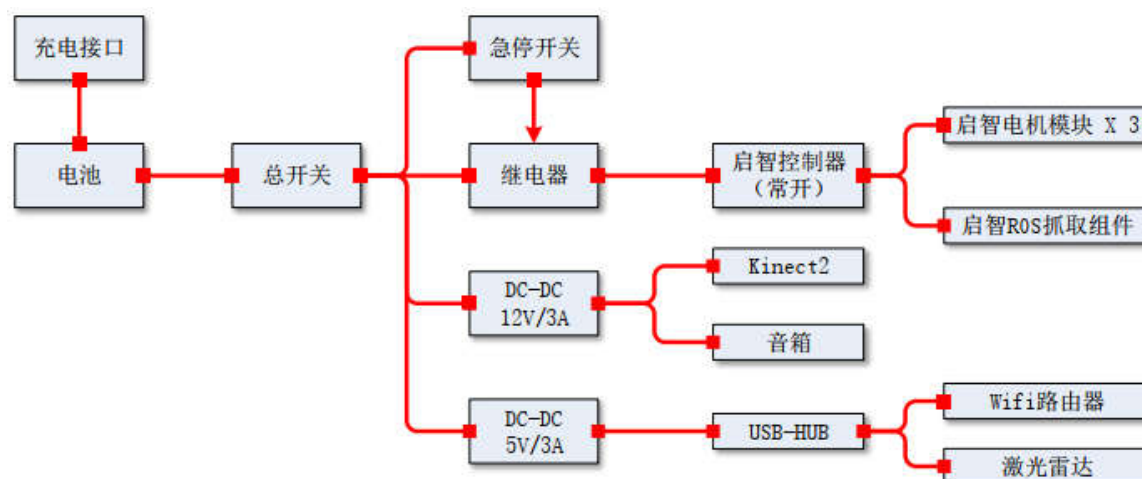 充电接口
急停开关
启智电机模块 X 3
电池
总开关
继电器
启智控制器
（常开）
启智ROS抓取组件
DC-DC
12V/3A
Kinect2
音箱
DC-DC
5V/3A
USB-HUB
Wifi路由器
激光雷达